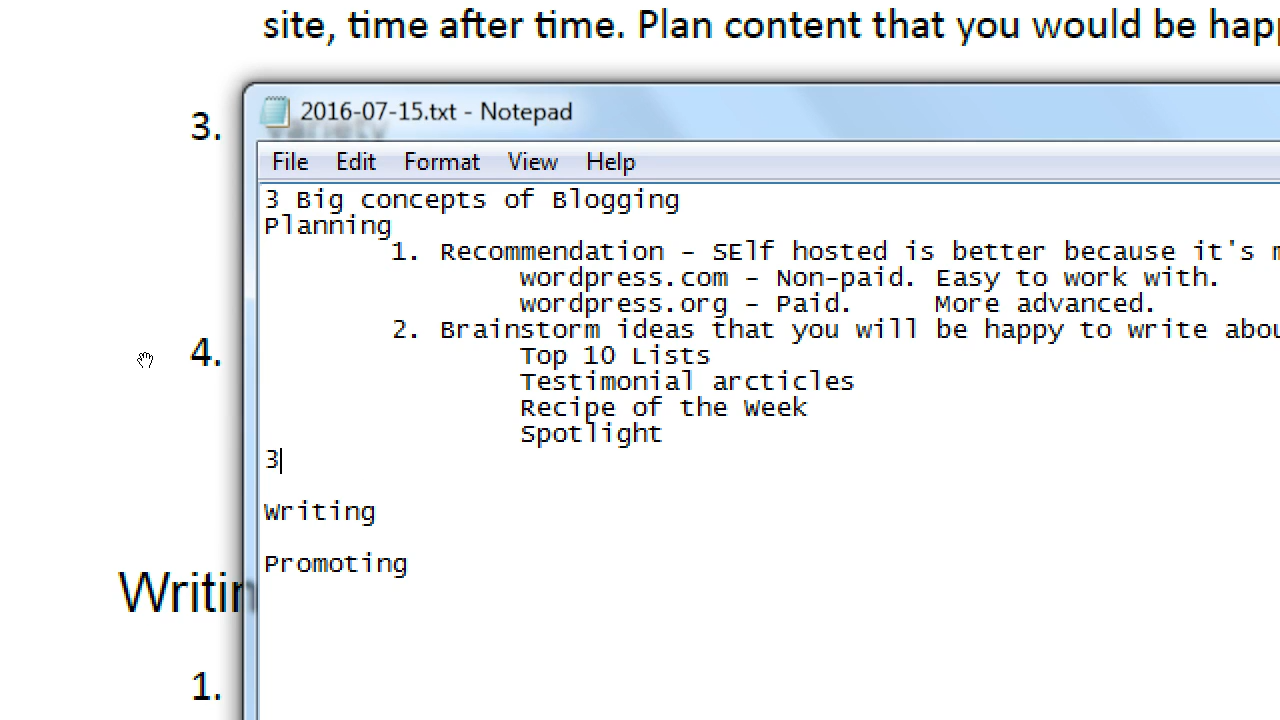 site, time after time. Plan content that you would be
2016-07-15.txt - Notepad
3.
Variety
File Edit Format View Help
3 Big concepts of Blogging
Planning
1. Recommendation - SElf hosted is better because it's
wordpress.com - Non-paid. Easy to work with.
wordpress.org - Paid. More advanced.
2. Brainstorm ideas that you will be happy to write
Top 10 Lists
Testimonial arcticles
Recipe of the Week
Spotlight
4.
3
Writing
Promoting
1.